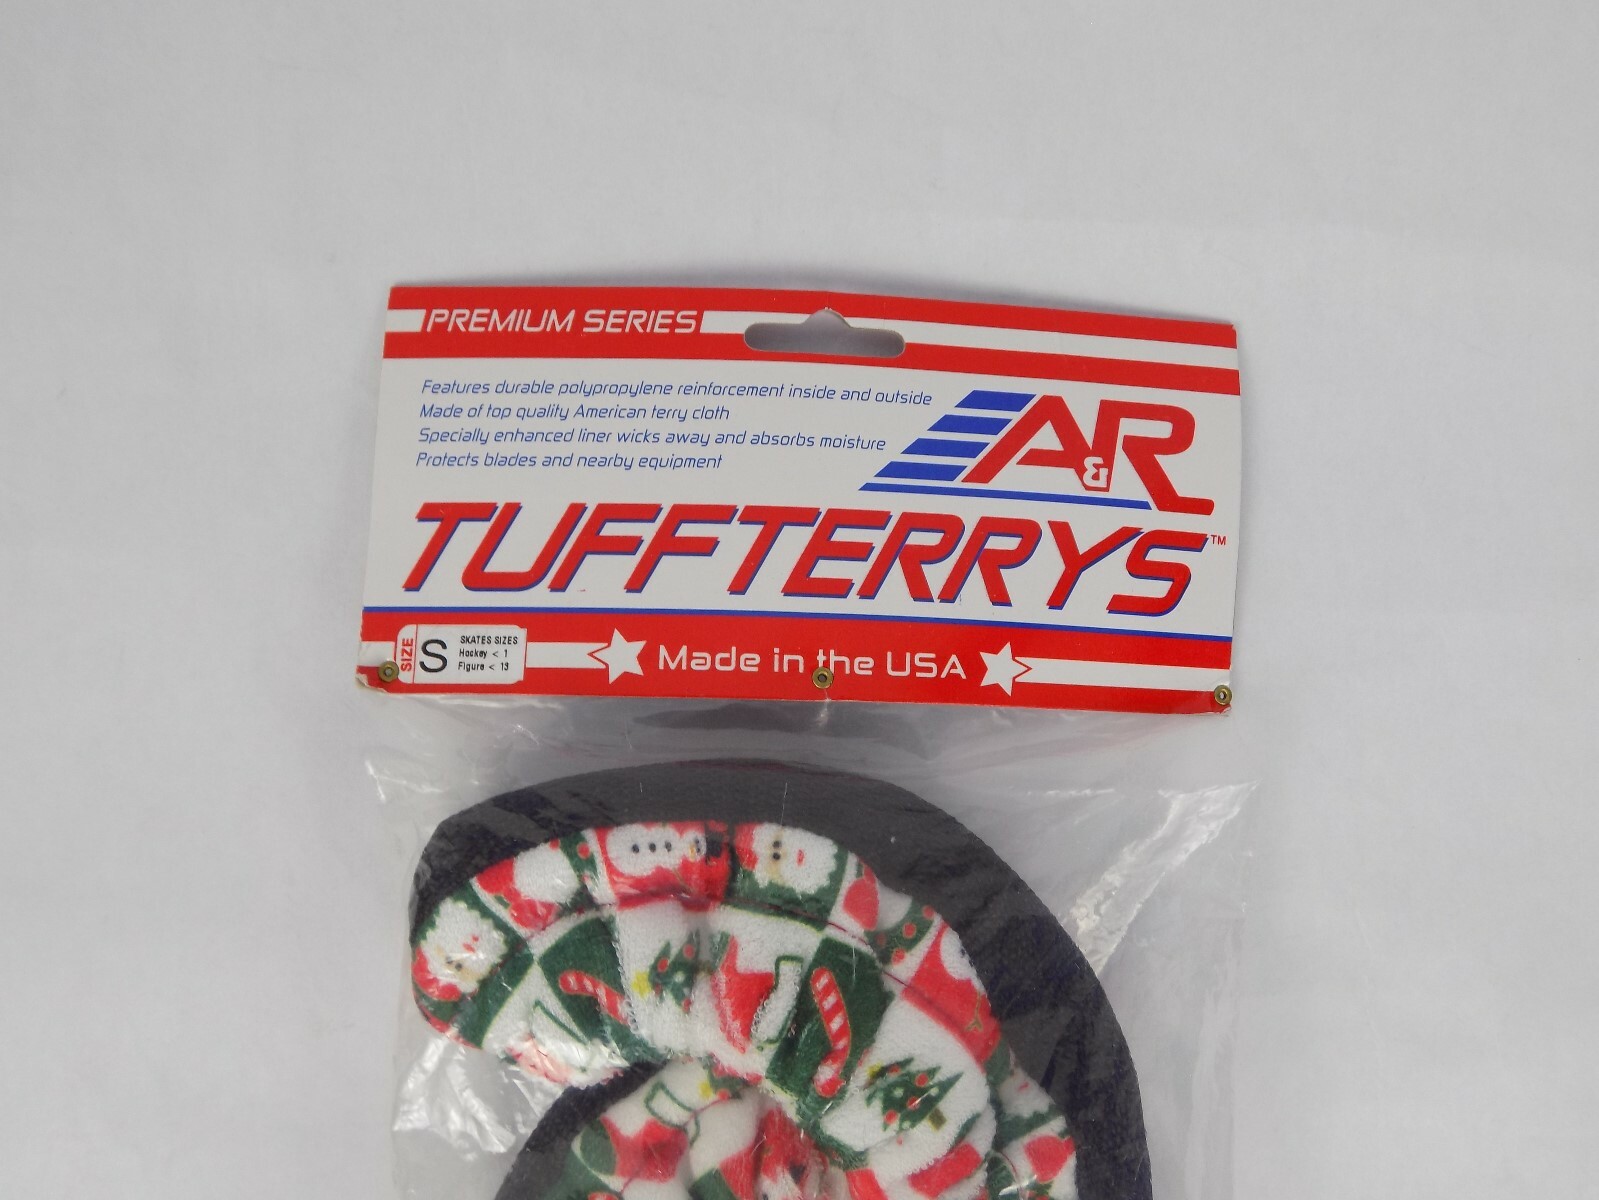 PREMIUM SERIES
Features durable polypropylene reinforcement inside and outside
Made of top quality American terry cloth
Specially enhanced liner wicks away and absorbs moisture
Protects blades and nearby equipment
A&R
TUFFTERRYS™
SIZE
S
SKATES SIZES
Hockey < 1
Figure < 13
Made in the USA